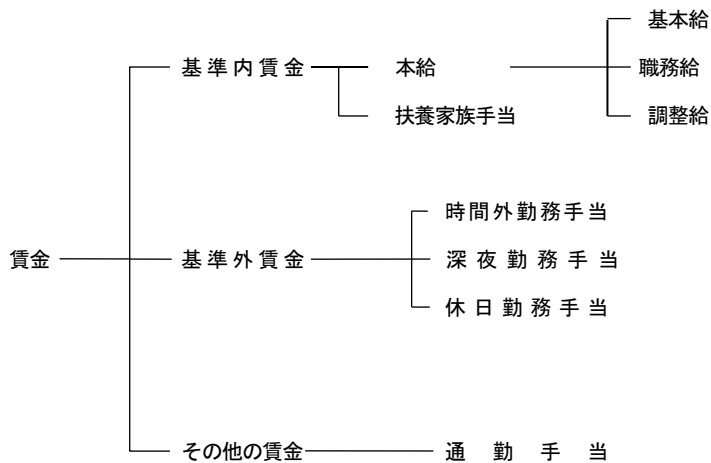 基本給
基準内賃金 本給 職務給
扶養家族手当 調整給
時間外勤務手当
賃金 基準外賃金 深夜勤務手当
休日勤務手当
その他の賃金 通勤手当